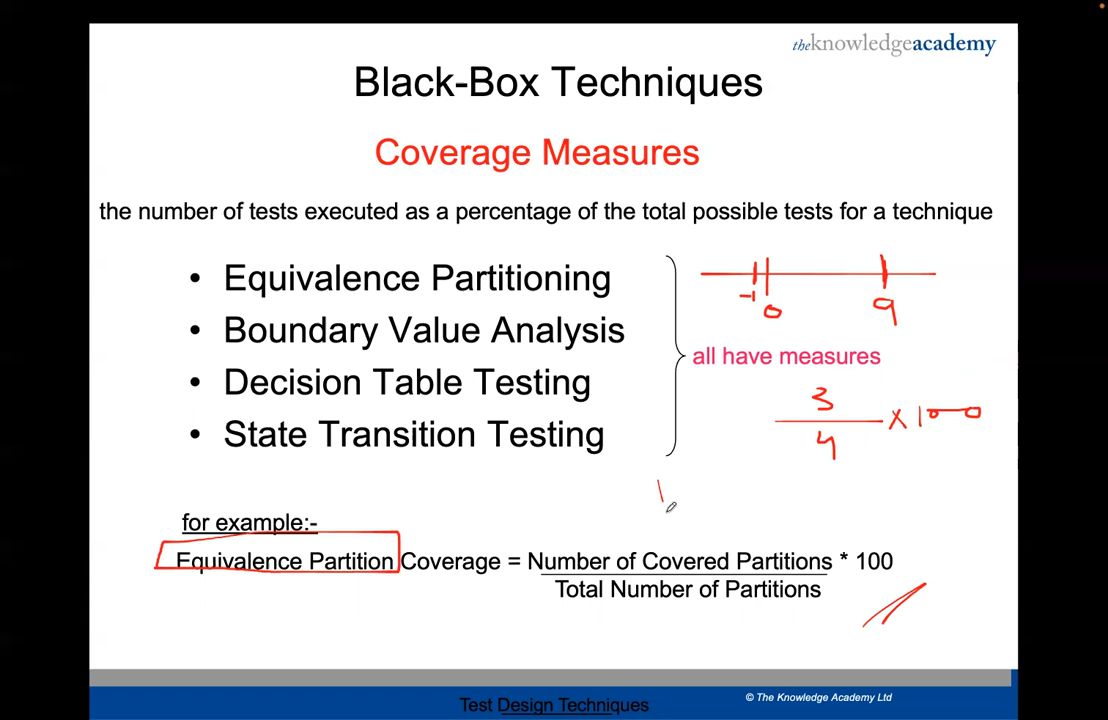 theknowledgeacademy
Black-Box Techniques
Coverage Measures
the number of tests executed as a percentage of the total possible tests for a technique
• Equivalence Partitioning
• Boundary Value Analysis
• Decision Table Testing
• State Transition Testing
-1 0 9
all have measures
3
4
x 100
for example:-
Equivalence Partition Coverage = Number of Covered Partitions * 100
Total Number of Partitions
Test Design Techniques
© The Knowledge Academy Ltd